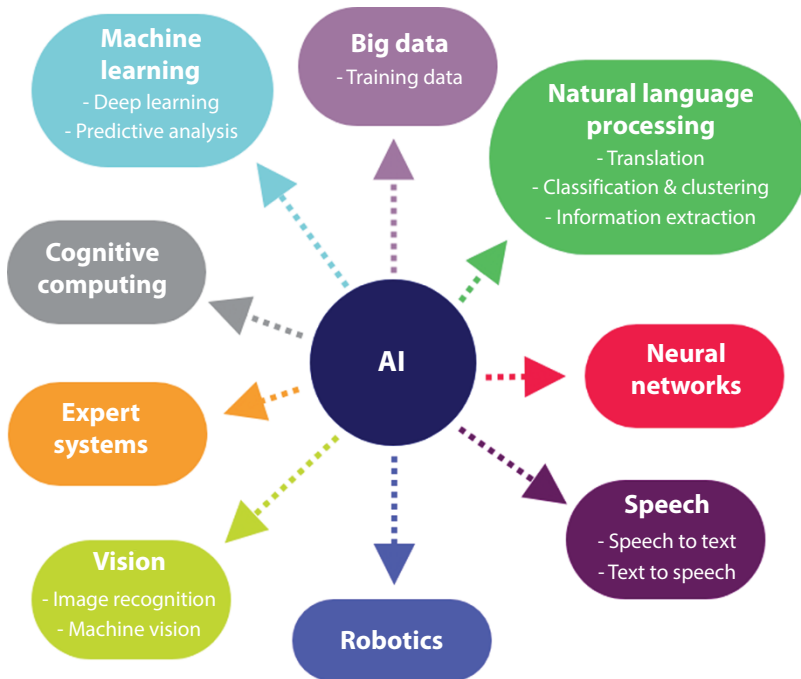 Machine
learning
- Deep learning
- Predictive analysis
Big data
- Training data
Natural language
processing
- Translation
- Classification & clustering
- Information extraction
Cognitive
computing
AI
Neural
networks
Expert
systems
Speech
- Speech to text
- Text to speech
Vision
- Image recognition
- Machine vision
Robotics